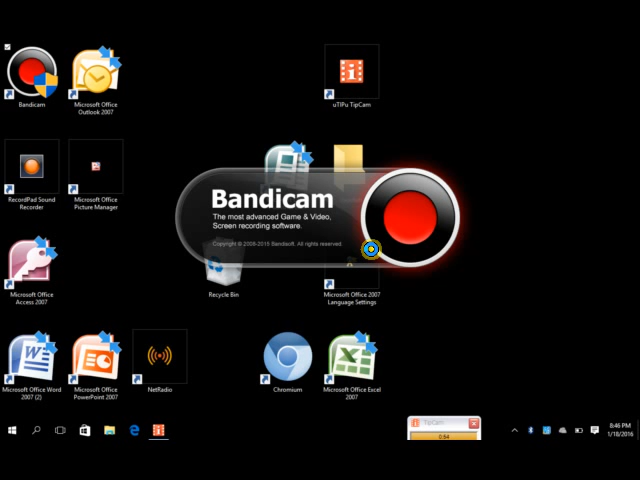 Bandicam
Microsoft Office
Outlook 2007
uTIPu TipCam
RecordPad Sound
Recorder
Microsoft Office
Picture Manager
Bandicam
The most advanced Game & Video,
Screen recording software.
Copyright © 2008-2015 Bandisoft. All rights reserved.
Microsoft Office
Access 2007
Recycle Bin
Microsoft Office 2007
Language Settings
Microsoft Office Word
2007 (2)
Microsoft Office
PowerPoint 2007
NetRadio
Chromium
Microsoft Office Excel
2007
TipCam
0:54
8:46 PM
1/18/2016